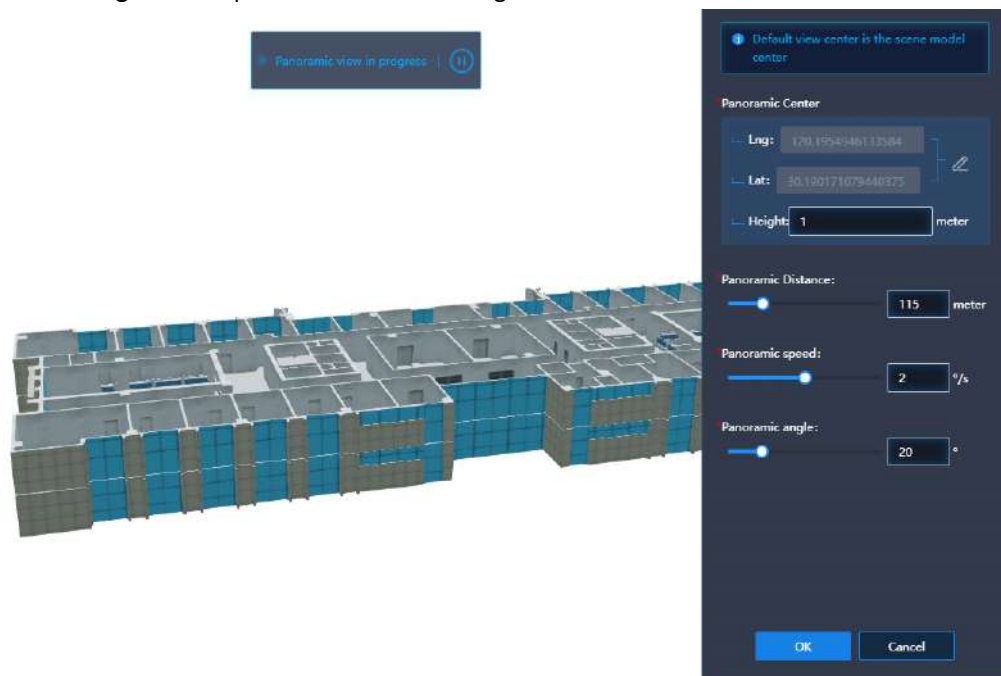 Panoramic view in progress
Default view center is the scene model
center
*Panoramic Center
Lng: 120.1954946133584
Lat: 30.190171079440375
Height: 1 meter
*Panoramic Distance:
115 meter
*Panoramic speed:
2 °/s
*Panoramic angle:
20 °
OK Cancel